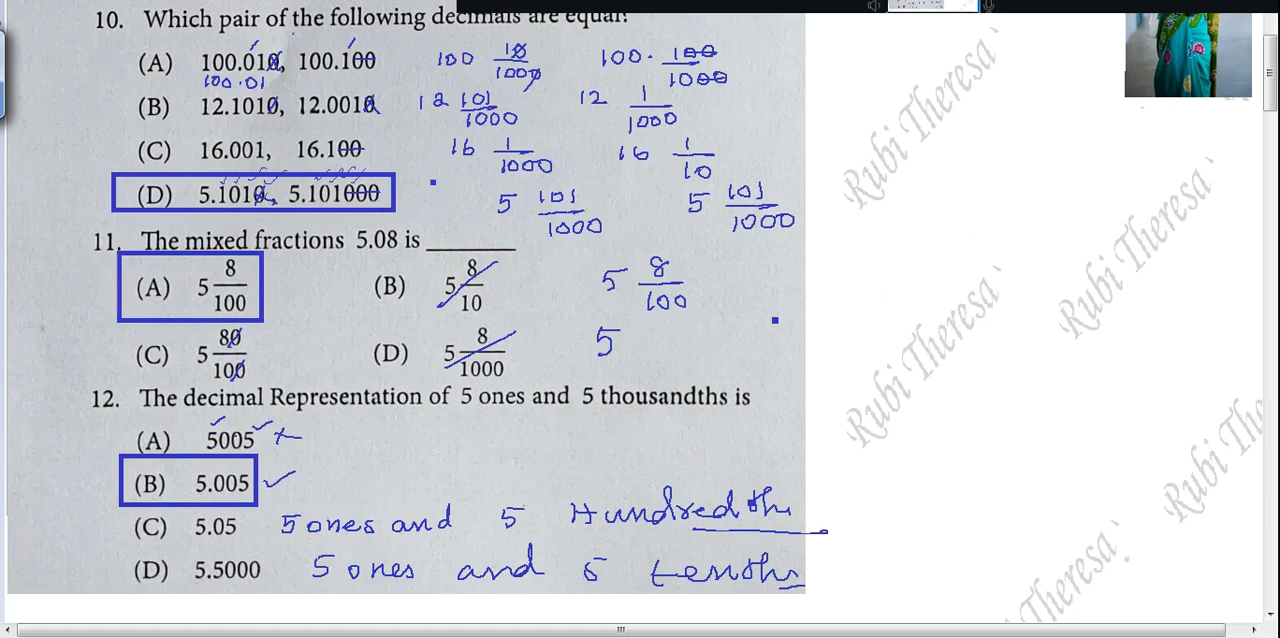 10. Which pair of the following decimals are equal?
(A) 100.010, 100.100 100 10/1000 100. 100/1000
100.01
(B) 12.1010, 12.0010 12 101/1000 12 1/1000
(C) 16.001, 16.100 16 1/1000 16 1/10
(D) 5.1010, 5.101000 5 101/1000 5 101/1000
11. The mixed fractions 5.08 is ________
(A) 5 8/100 (B) 5 8/10 5 8/100
(C) 5 80/100 (D) 5 8/1000 5
12. The decimal Representation of 5 ones and 5 thousandths is
(A) 5005
(B) 5.005
(C) 5.05 5 ones and 5 Hundredths
(D) 5.5000 5 ones and 5 tenths
Rubi Theresa
Rubi Theresa
Rubi Theresa
Rubi The
Rubi Theresa